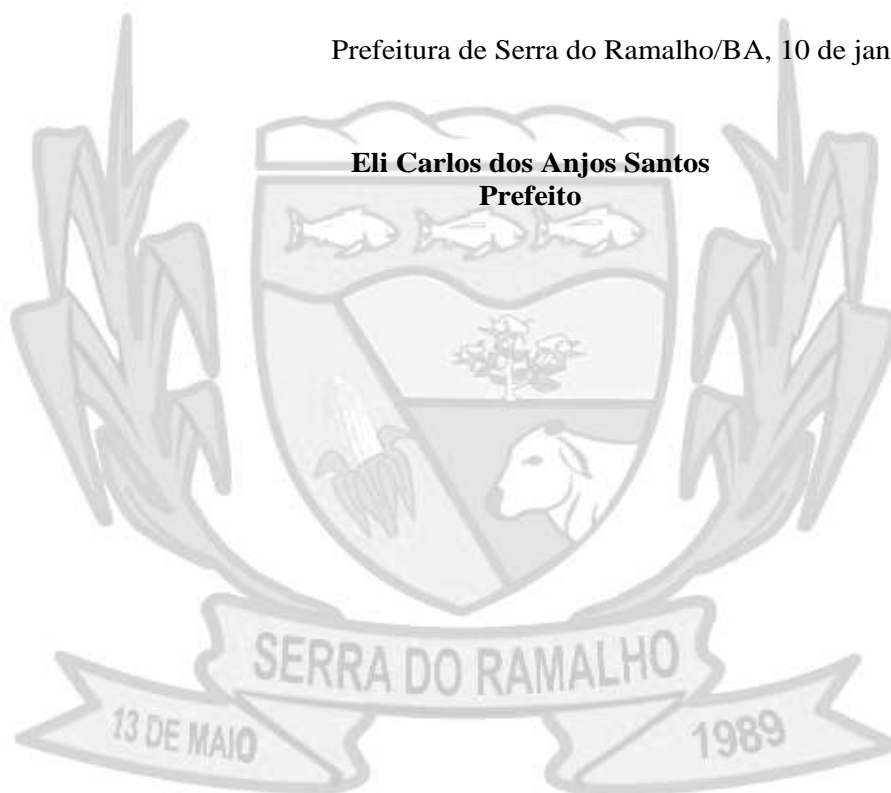 Prefeitura de Serra do Ramalho/BA, 10 de jan
Eli Carlos dos Anjos Santos
Prefeito
SERRA DO RAMALHO
13 DE MAIO
1989